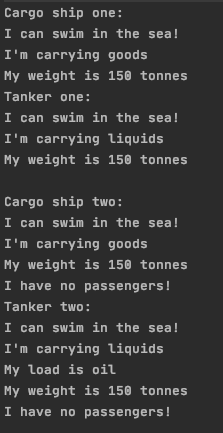 Cargo ship one:
I can swim in the sea!
I'm carrying goods
My weight is 150 tonnes
Tanker one:
I can swim in the sea!
I'm carrying liquids
My weight is 150 tonnes

Cargo ship two:
I can swim in the sea!
I'm carrying goods
My weight is 150 tonnes
I have no passengers!
Tanker two:
I can swim in the sea!
I'm carrying liquids
My load is oil
My weight is 150 tonnes
I have no passengers!